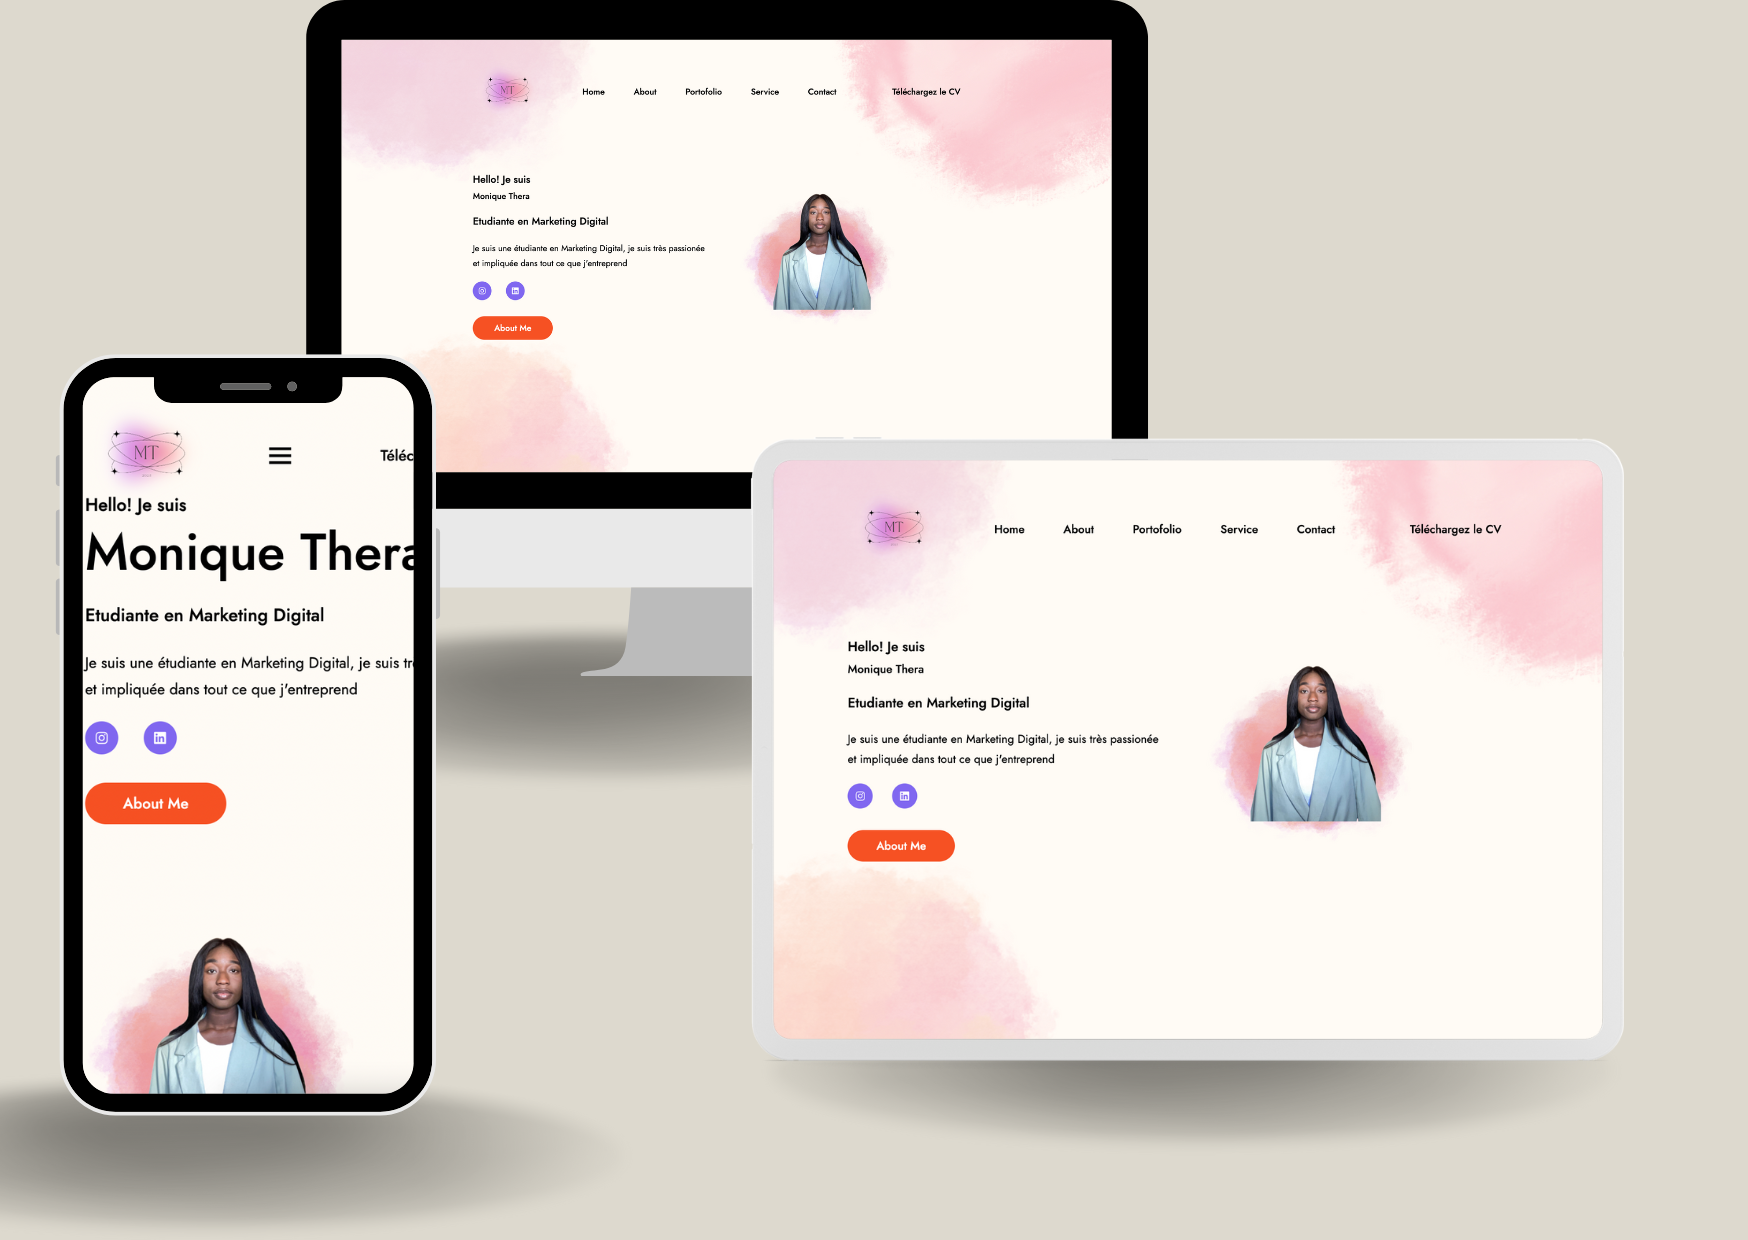 MT
Home About Portofolio Service Contact Téléchargez le CV
Hello! Je suis
Monique Thera
Etudiante en Marketing Digital
Je suis une étudiante en Marketing Digital, je suis très passionée
et impliquée dans tout ce que j'entreprend
About Me
MT
Téléc
Hello! Je suis
Monique Thera
Etudiante en Marketing Digital
Je suis une étudiante en Marketing Digital, je suis tr
et impliquée dans tout ce que j'entreprend
About Me
MT
Home About Portofolio Service Contact Téléchargez le CV
Hello! Je suis
Monique Thera
Etudiante en Marketing Digital
Je suis une étudiante en Marketing Digital, je suis très passionée
et impliquée dans tout ce que j'entreprend
About Me